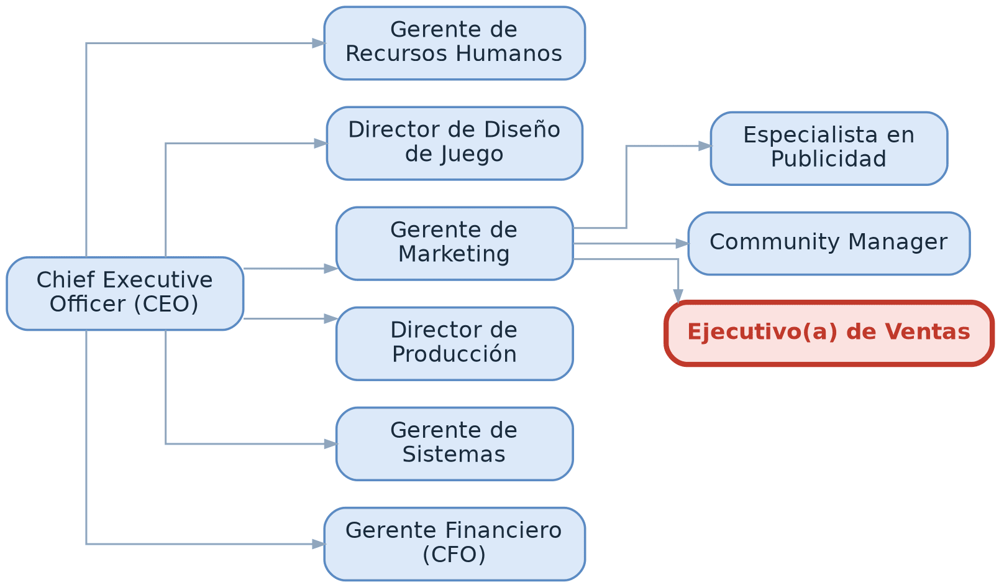 Gerente de
Recursos Humanos
Director de Diseño
de Juego
Especialista en
Publicidad
Gerente de
Marketing
Community Manager
Chief Executive
Officer (CEO)
Ejecutivo(a) de Ventas
Director de
Producción
Gerente de
Sistemas
Gerente Financiero
(CFO)